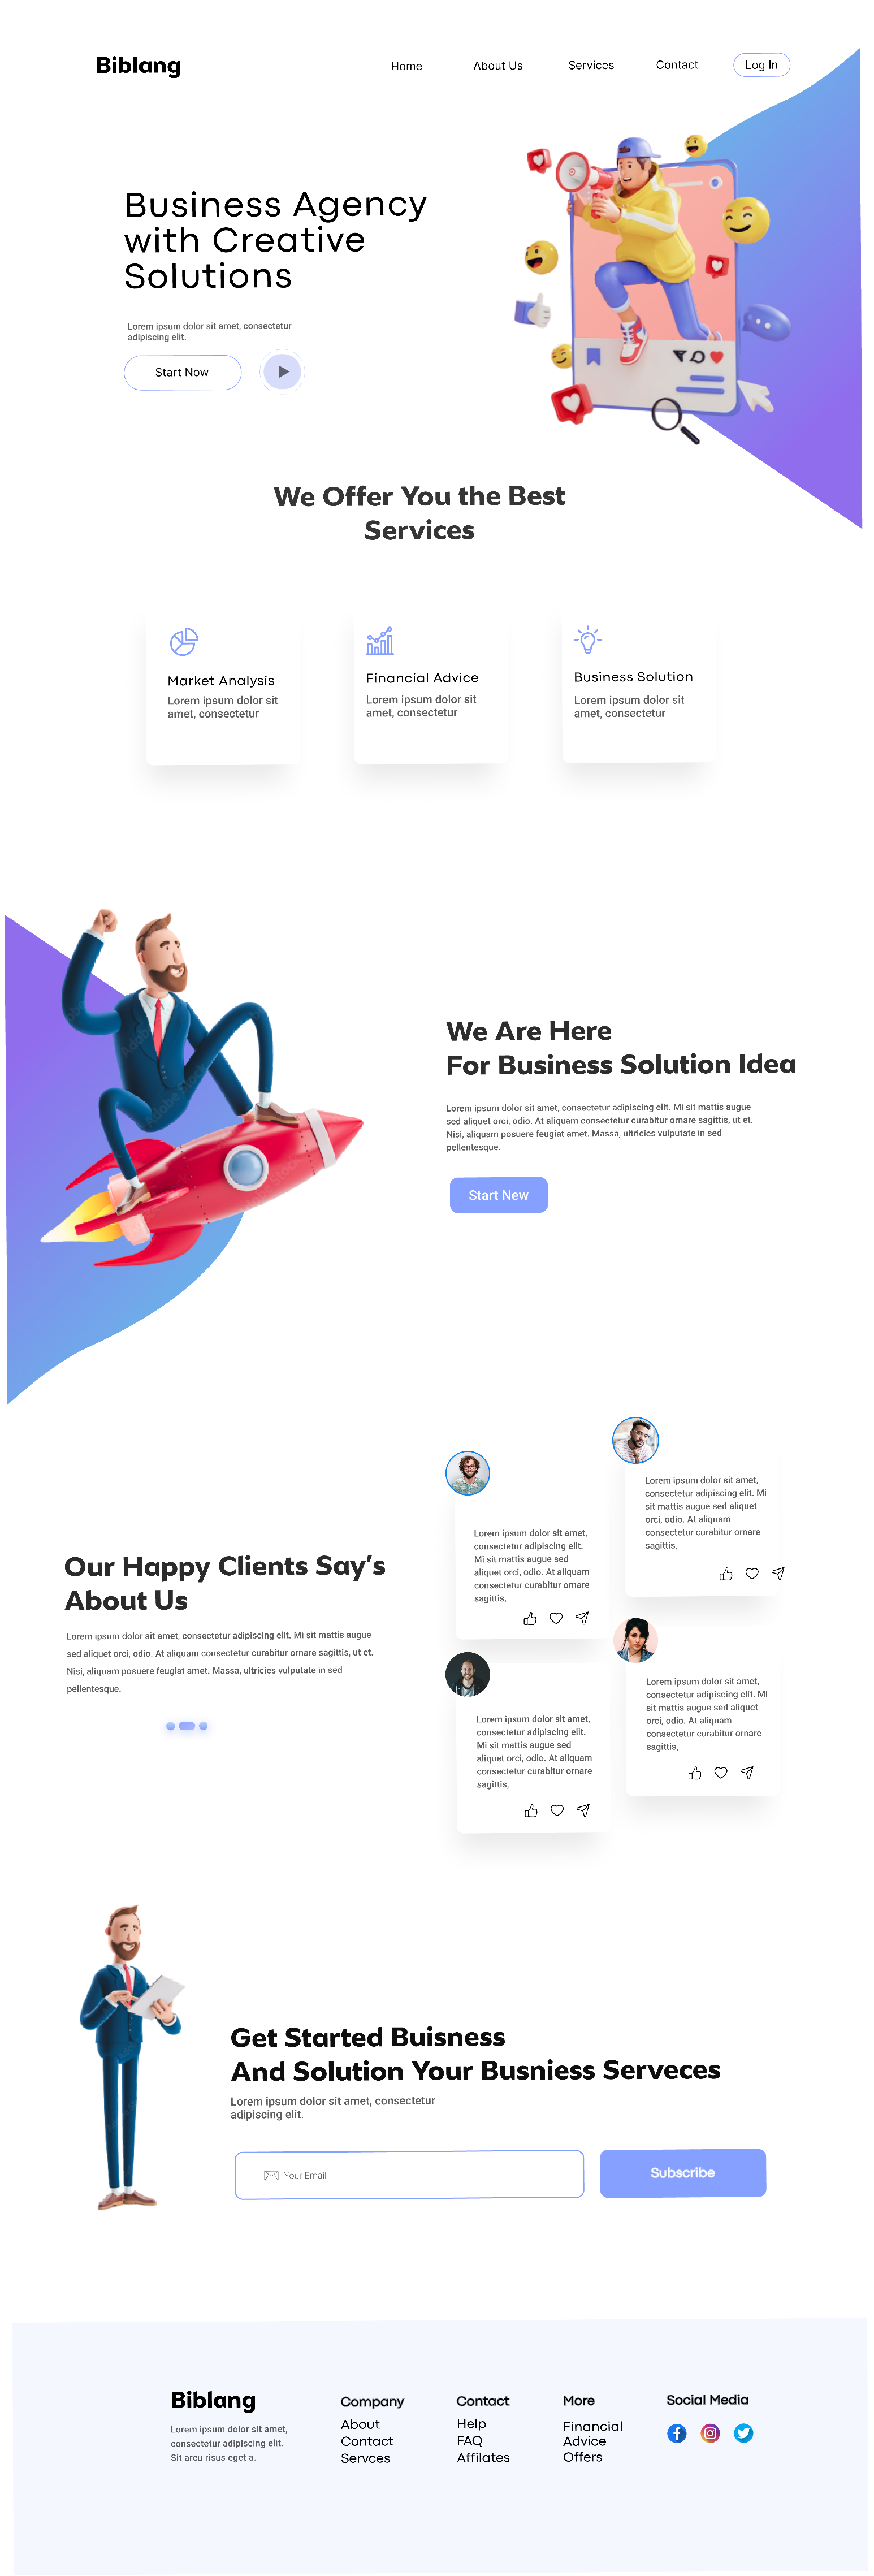 Biblang
Home
About Us
Services
Contact
Log In
Business Agency
with Creative
Solutions
Lorem ipsum dolor sit amet, consectetur
adipiscing elit.
Start Now
We Offer You the Best
Services
Market Analysis
Lorem ipsum dolor sit
amet, consectetur
Financial Advice
Lorem ipsum dolor sit
amet, consectetur
Business Solution
Lorem ipsum dolor sit
amet, consectetur
We Are Here
For Business Solution Idea
Lorem ipsum dolor sit amet, consectetur adipiscing elit. Mi sit mattis augue
sed aliquet orci, odio. At aliquam consectetur curabitur ornare sagittis, ut et.
Nisi, aliquam posuere feugiat amet. Massa, ultricies vulputate in sed
pellentesque.
Start New
Our Happy Clients Say's
About Us
Lorem ipsum dolor sit amet, consectetur adipiscing elit. Mi sit mattis augue
sed aliquet orci, odio. At aliquam consectetur curabitur ornare sagittis, ut et.
Nisi, aliquam posuere feugiat amet. Massa, ultricies vulputate in sed
pellentesque.
Lorem ipsum dolor sit amet,
consectetur adipiscing elit.
Mi sit mattis augue sed
aliquet orci, odio. At aliquam
consectetur curabitur ornare
sagittis,
Lorem ipsum dolor sit amet,
consectetur adipiscing elit. Mi
sit mattis augue sed aliquet
orci, odio. At aliquam
consectetur curabitur ornare
sagittis,
Lorem ipsum dolor sit amet,
consectetur adipiscing elit.
Mi sit mattis augue sed
aliquet orci, odio. At aliquam
consectetur curabitur ornare
sagittis,
Lorem ipsum dolor sit amet,
consectetur adipiscing elit. Mi
sit mattis augue sed aliquet
orci, odio. At aliquam
consectetur curabitur ornare
sagittis,
Get Started Buisness
And Solution Your Busniess Serveces
Lorem ipsum dolor sit amet, consectetur
adipiscing elit.
Your Email
Subscribe
Biblang
Lorem ipsum dolor sit amet,
consectetur adipiscing elit.
Sit arcu risus eget a.
Company
About
Contact
Servces
Contact
Help
FAQ
Affilates
More
Financial
Advice
Offers
Social Media